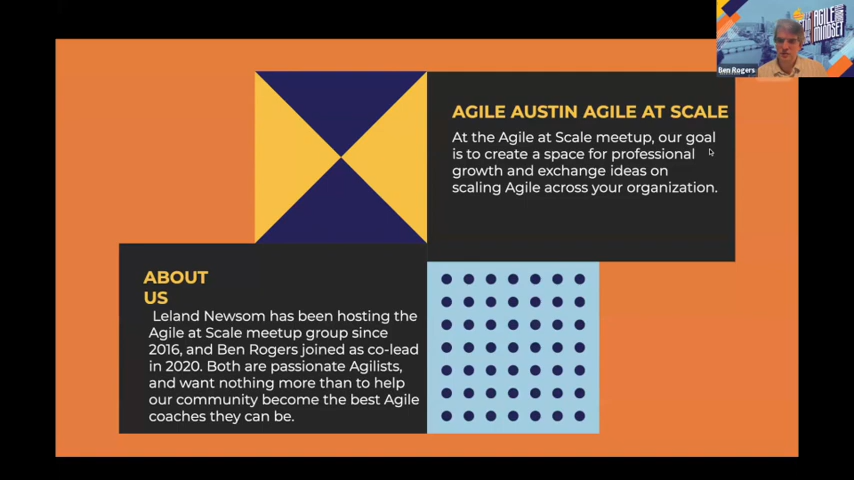 AGILE AUSTIN AGILE AT SCALE
At the Agile at Scale meetup, our goal
is to create a space for professional
growth and exchange ideas on
scaling Agile across your organization.
ABOUT
US
Leland Newsom has been hosting the
Agile at Scale meetup group since
2016, and Ben Rogers joined as co-lead
in 2020. Both are passionate Agilists,
and want nothing more than to help
our community become the best Agile
coaches they can be.
AGILE
MINDSET
Ben Rogers